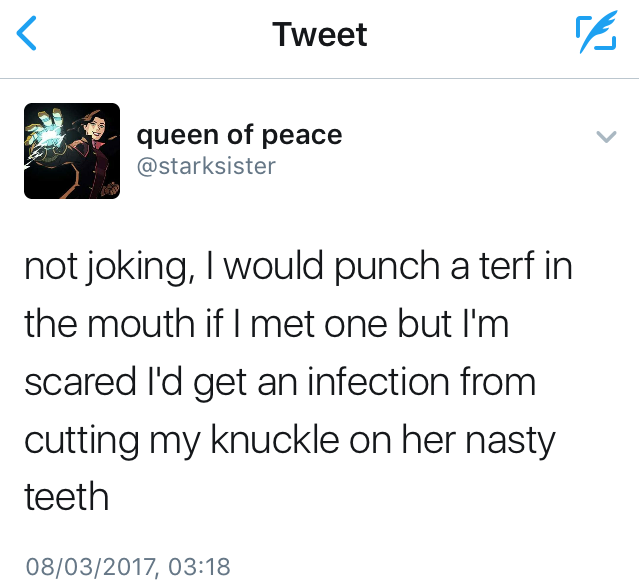 Tweet
queen of peace
@starksister
not joking, I would punch a terf in
the mouth if I met one but I'm
scared I'd get an infection from
cutting my knuckle on her nasty
teeth
08/03/2017, 03:18